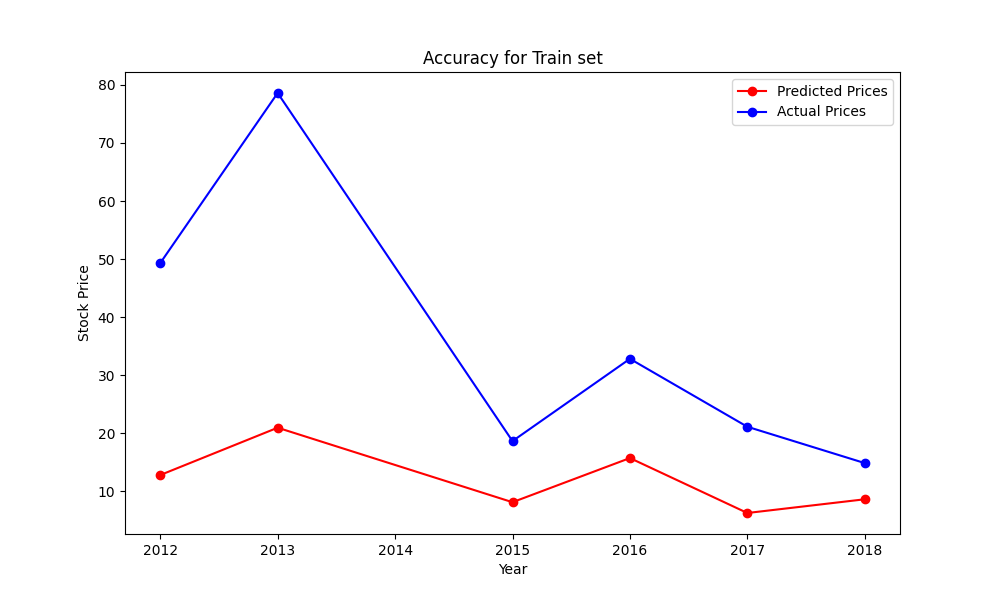 Accuracy for Train set
Predicted Prices
Actual Prices
80
70
60
50
40
30
20
10
Stock Price
2012 2013 2014 2015 2016 2017 2018
Year